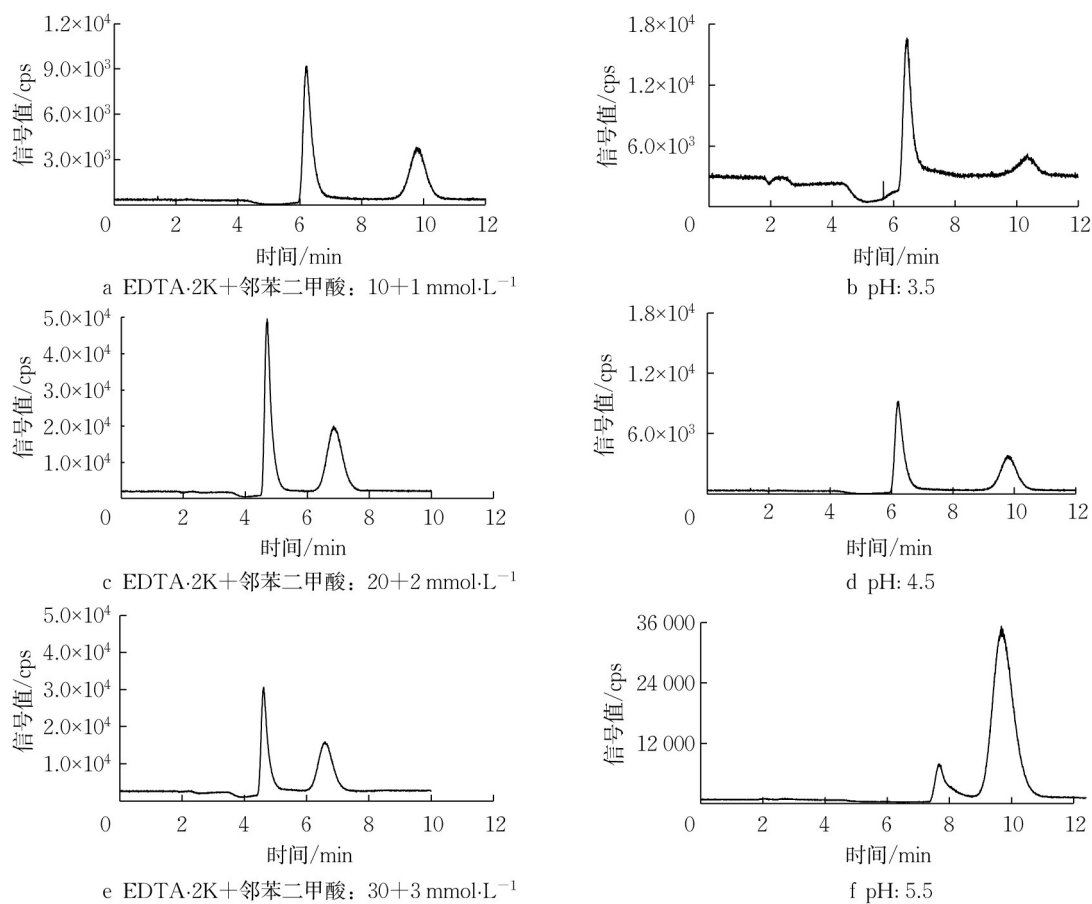 1.2×10⁴
9.0×10³
6.0×10³
3.0×10³
信号值/cps
0 2 4 6 8 10 12
时间/min
a EDTA·2K+邻苯二甲酸：10+1 mmol·L⁻¹
1.8×10⁴
1.2×10⁴
6.0×10³
信号值/cps
0 2 4 6 8 10 12
时间/min
b pH: 3.5
5.0×10⁴
4.0×10⁴
3.0×10⁴
2.0×10⁴
1.0×10⁴
信号值/cps
0 2 4 6 8 10 12
时间/min
c EDTA·2K+邻苯二甲酸：20+2 mmol·L⁻¹
1.8×10⁴
1.2×10⁴
6.0×10³
信号值/cps
0 2 4 6 8 10 12
时间/min
d pH: 4.5
5.0×10⁴
4.0×10⁴
3.0×10⁴
2.0×10⁴
1.0×10⁴
信号值/cps
0 2 4 6 8 10 12
时间/min
e EDTA·2K+邻苯二甲酸：30+3 mmol·L⁻¹
36 000
24 000
12 000
信号值/cps
0 2 4 6 8 10 12
时间/min
f pH: 5.5